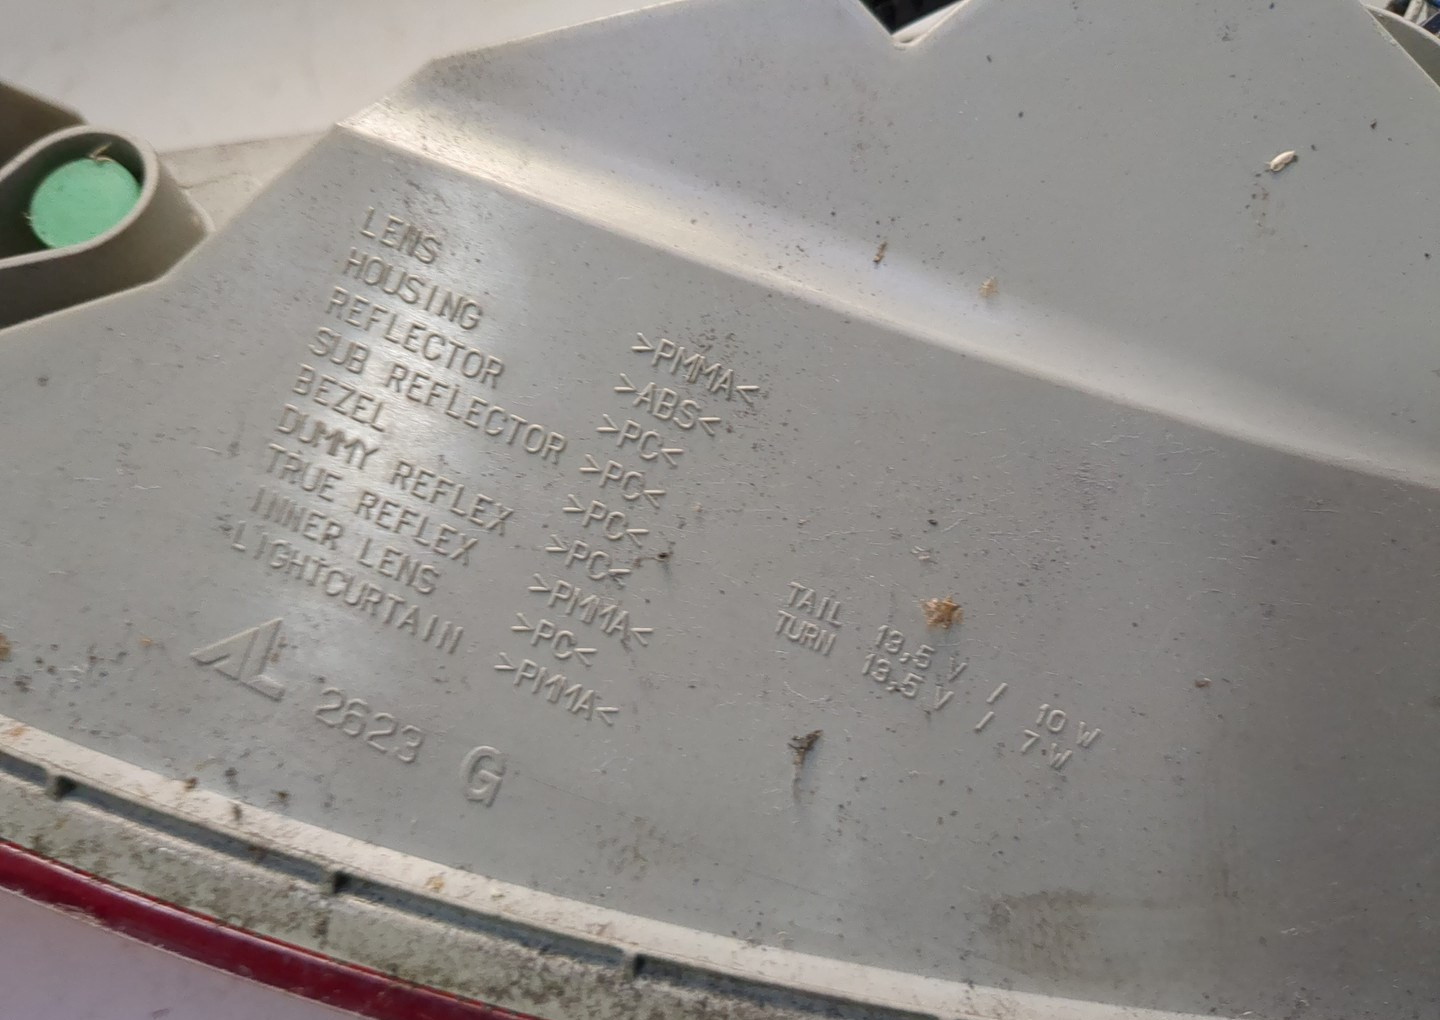 LENS >PMMA<
HOUSING >ABS<
REFLECTOR >PC<
SUB REFLECTOR >PC<
BEZEL >PC<
DUMMY REFLEX >PC<
TRUE REFLEX >PMMA<
INNER LENS >PC<
LIGHTCURTAIN >PMMA<
TAIL 13,5 V / 10 W
TURN 13,5 V / 7 W
AL 2623 G